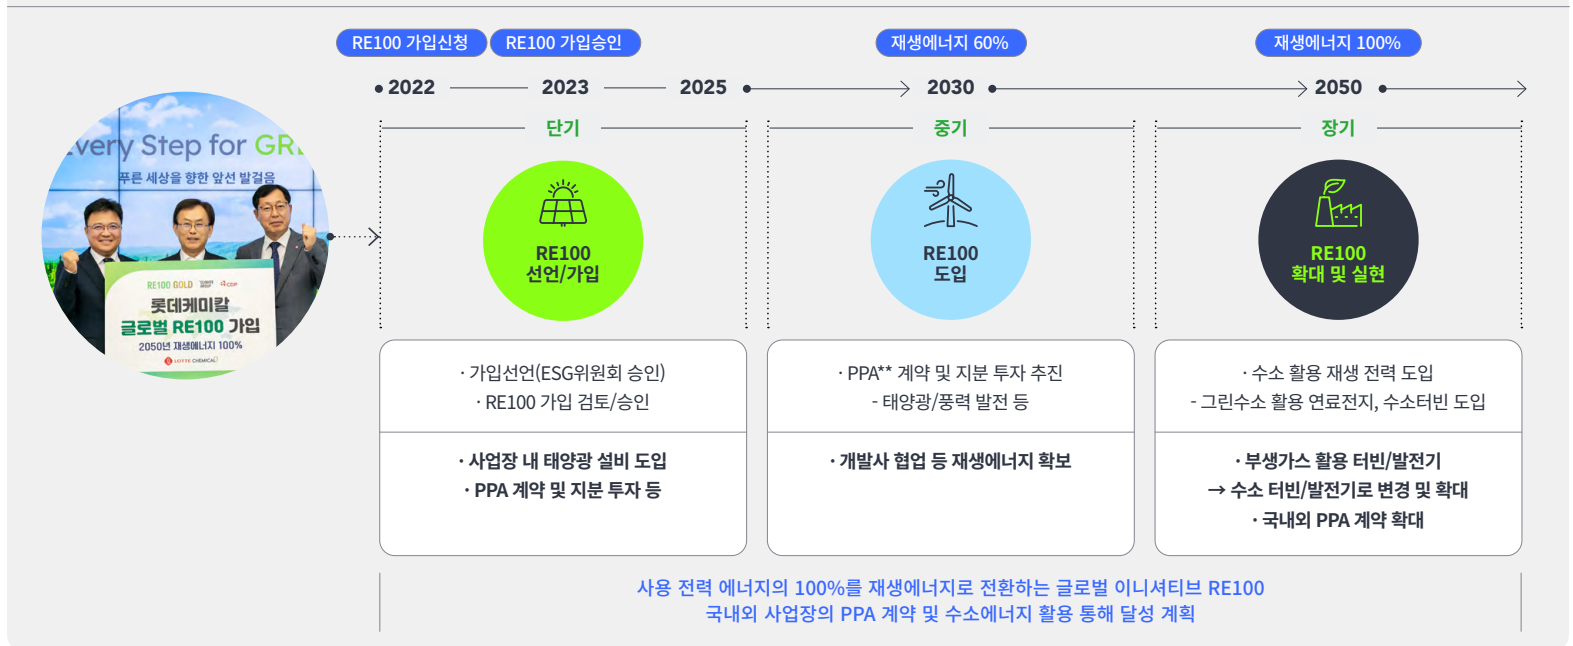 RE100 가입신청
RE100 가입승인
재생에너지 60%
재생에너지 100%
2022
2023
2025
2030
2050
단기
중기
장기
Every Step for GRE
푸른 세상을 향한 앞선 발걸음
RE100 GOLD
CDP
롯데케미칼
글로벌 RE100 가입
2050년 재생에너지 100%
LOTTE CHEMICAL
RE100
선언/가입
RE100
도입
RE100
확대 및 실현
· 가입선언(ESG위원회 승인)
· RE100 가입 검토/승인
· 사업장 내 태양광 설비 도입
· PPA 계약 및 지분 투자 등
· PPA** 계약 및 지분 투자 추진
- 태양광/풍력 발전 등
· 개발사 협업 등 재생에너지 확보
· 수소 활용 재생 전력 도입
- 그린수소 활용 연료전지, 수소터빈 도입
· 부생가스 활용 터빈/발전기
→ 수소 터빈/발전기로 변경 및 확대
· 국내외 PPA 계약 확대
사용 전력 에너지의 100%를 재생에너지로 전환하는 글로벌 이니셔티브 RE100
국내외 사업장의 PPA 계약 및 수소에너지 활용 통해 달성 계획